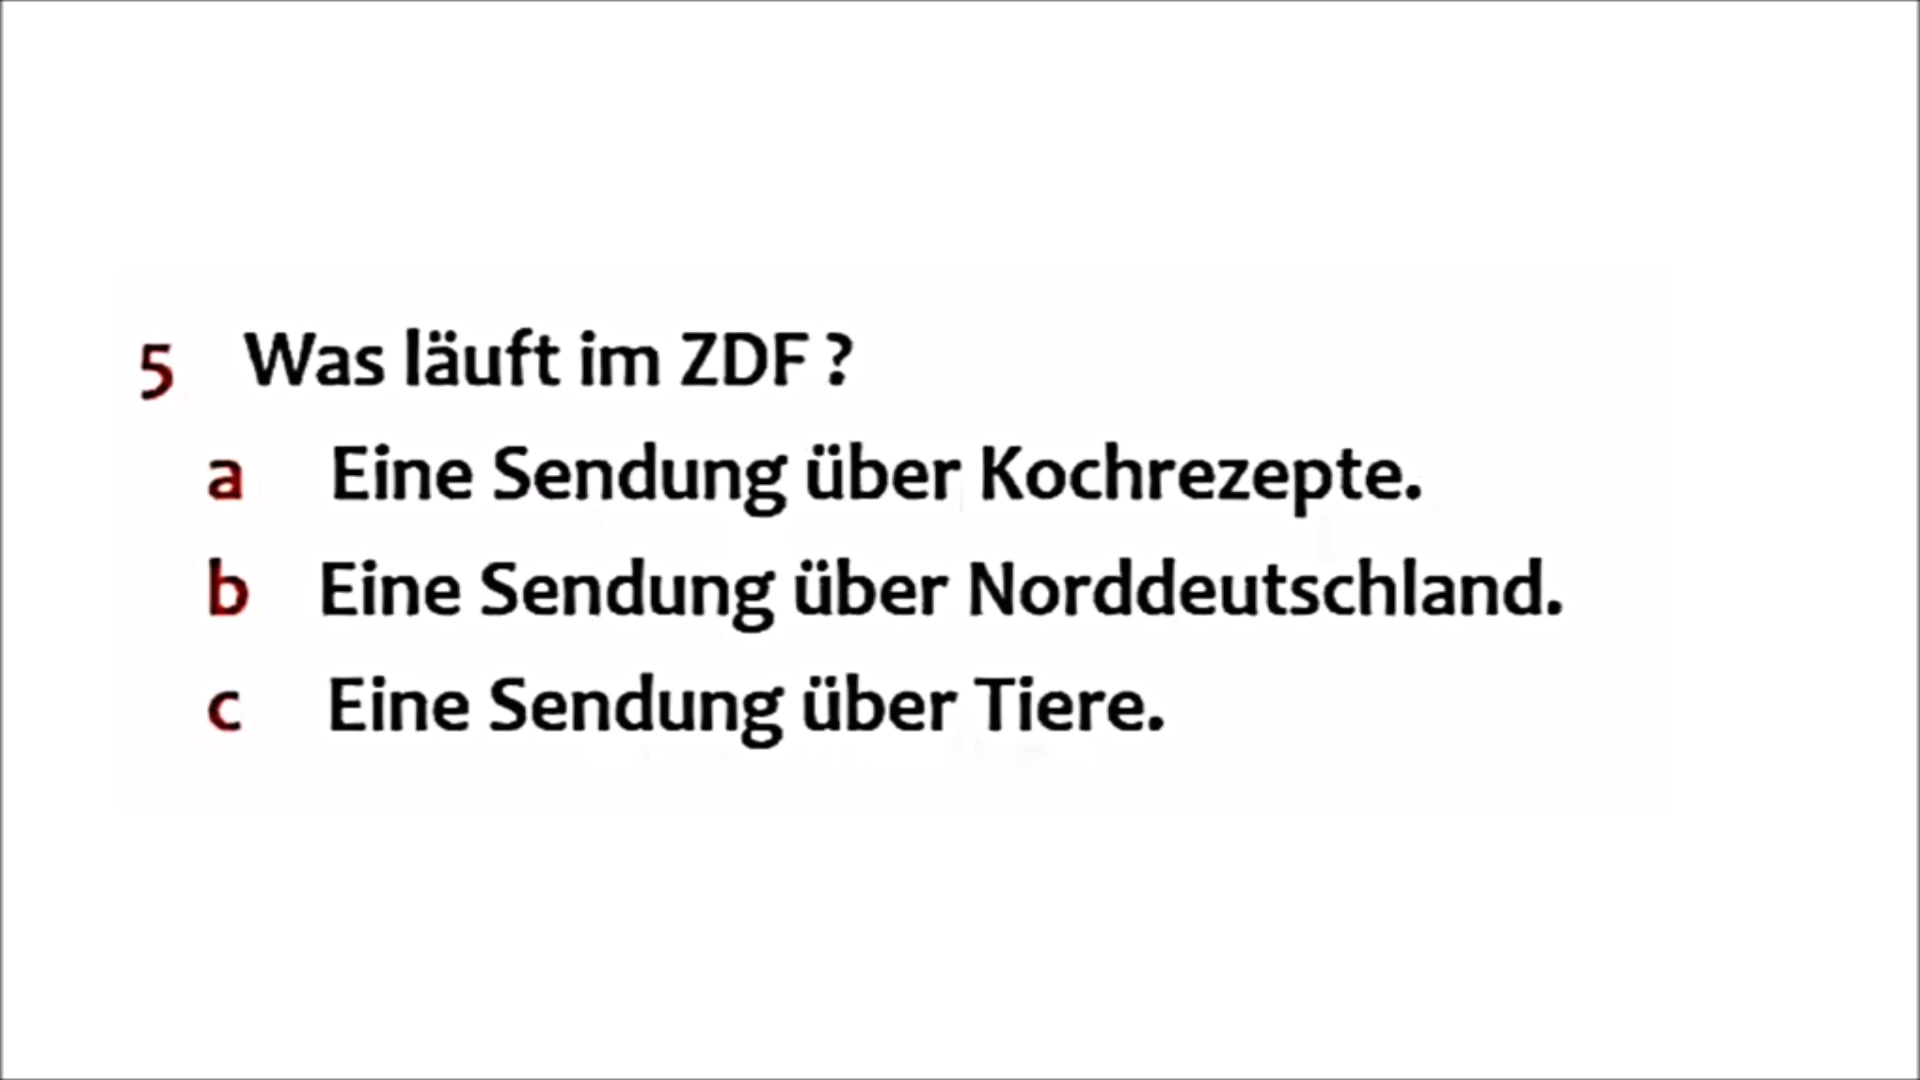 5 Was läuft im ZDF ?
a Eine Sendung über Kochrezepte.
b Eine Sendung über Norddeutschland.
c Eine Sendung über Tiere.